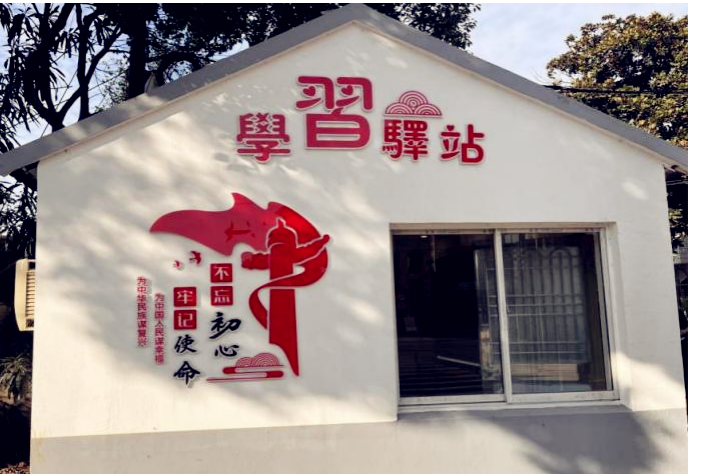 學習驛站
不忘初心
牢记使命
为中国人民谋幸福
为中华民族谋复兴